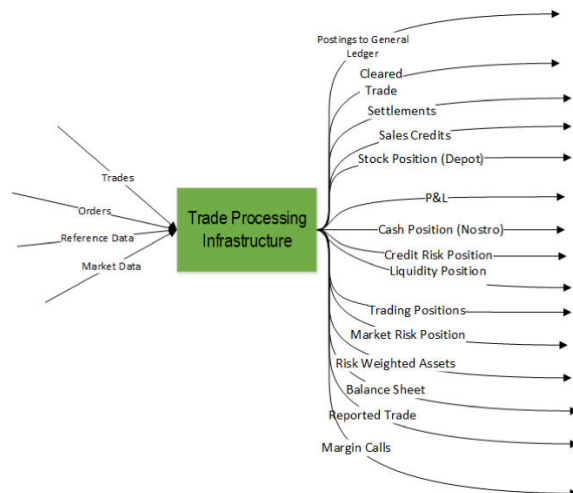 Postings to General
Ledger
Cleared
Trade
Settlements
Sales Credits
Stock Position (Depot)
Trades
Orders
Reference Data
Market Data
Trade Processing
Infrastructure
P&L
Cash Position (Nostro)
Credit Risk Position
Liquidity Position
Trading Positions
Market Risk Position
Risk Weighted Assets
Balance Sheet
Reported Trade
Margin Calls